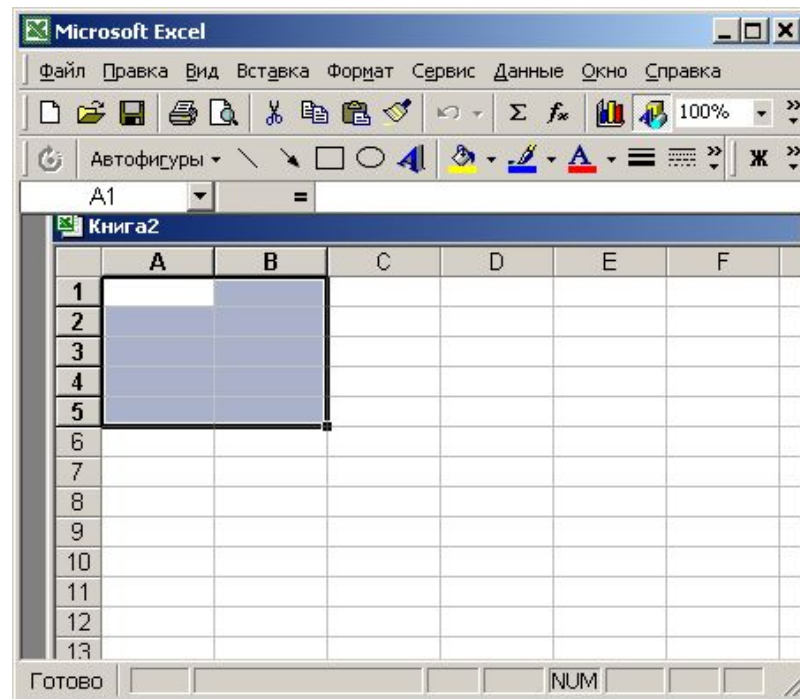 Microsoft Excel
Файл Правка Вид Вставка Формат Сервис Данные Окно Справка
Σ fx 100% »
Автофигуры A » Ж »
A1 =
Книга2
A B C D E F
1
2
3
4
5
6
7
8
9
10
11
12
13
Готово NUM